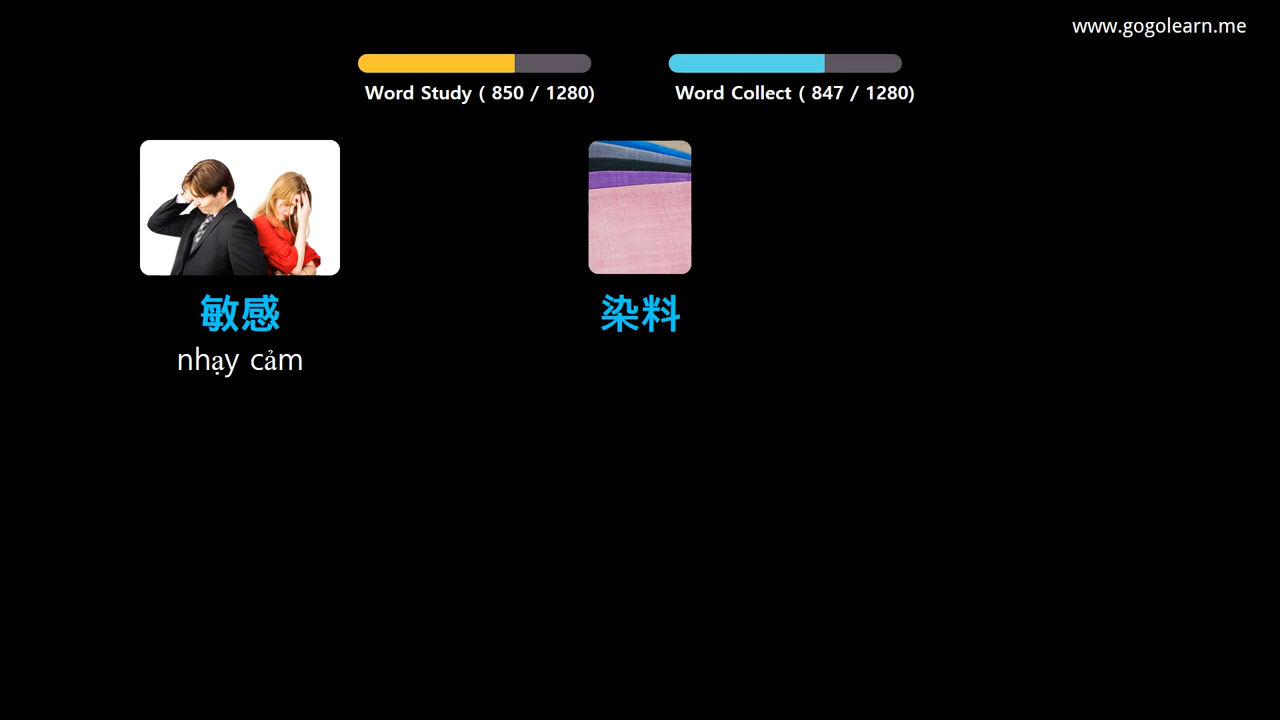 www.gogolearn.me
Word Study ( 850 / 1280)
Word Collect ( 847 / 1280)
敏感
nhạy cảm
染料